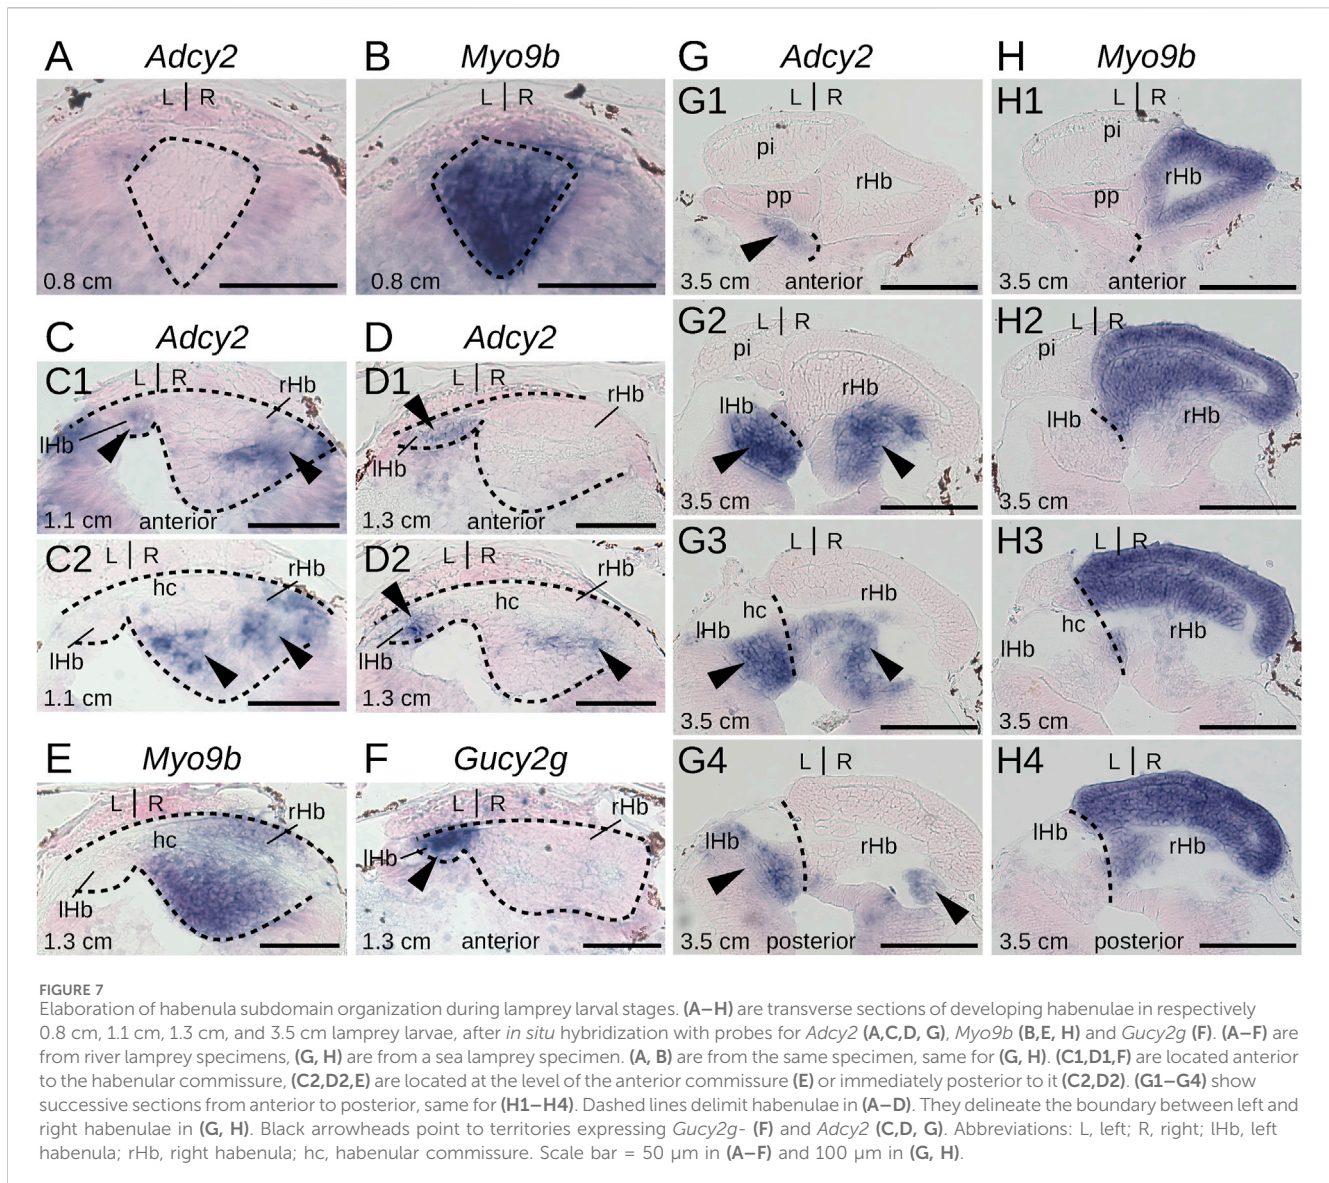 A Adcy2
L R
0.8 cm
B Myo9b
L R
0.8 cm
C Adcy2
C1 L R
rHb
lHb
1.1 cm anterior
C2 L R
hc rHb
lHb
1.1 cm
D Adcy2
D1 L R
rHb
lHb
1.3 cm anterior
D2 L R
hc rHb
lHb
1.3 cm
E Myo9b
L R
hc rHb
lHb
1.3 cm
F Gucy2g
L R
rHb
lHb
1.3 cm anterior
G Adcy2
G1 L R
pi
pp rHb
3.5 cm anterior
G2 L R
pi
lHb rHb
3.5 cm
G3 L R
hc rHb
lHb
3.5 cm
G4 L R
lHb rHb
3.5 cm posterior
H Myo9b
H1 L R
pi
pp rHb
3.5 cm anterior
H2 L R
pi
lHb rHb
3.5 cm
H3 L R
lHb hc rHb
3.5 cm
H4 L R
lHb rHb
3.5 cm posterior
FIGURE 7
Elaboration of habenula subdomain organization during lamprey larval stages. (A–H) are transverse sections of developing habenulae in respectively
0.8 cm, 1.1 cm, 1.3 cm, and 3.5 cm lamprey larvae, after in situ hybridization with probes for Adcy2 (A,C,D, G), Myo9b (B,E, H) and Gucy2g (F). (A–F) are
from river lamprey specimens, (G, H) are from a sea lamprey specimen. (A, B) are from the same specimen, same for (G, H). (C1,D1,F) are located anterior
to the habenular commissure, (C2,D2,E) are located at the level of the anterior commissure (E) or immediately posterior to it (C2,D2). (G1–G4) show
successive sections from anterior to posterior, same for (H1–H4). Dashed lines delimit habenulae in (A–D). They delineate the boundary between left and
right habenulae in (G, H). Black arrowheads point to territories expressing Gucy2g- (F) and Adcy2 (C,D, G). Abbreviations: L, left; R, right; lHb, left
habenula; rHb, right habenula; hc, habenular commissure. Scale bar = 50 µm in (A–F) and 100 µm in (G, H).